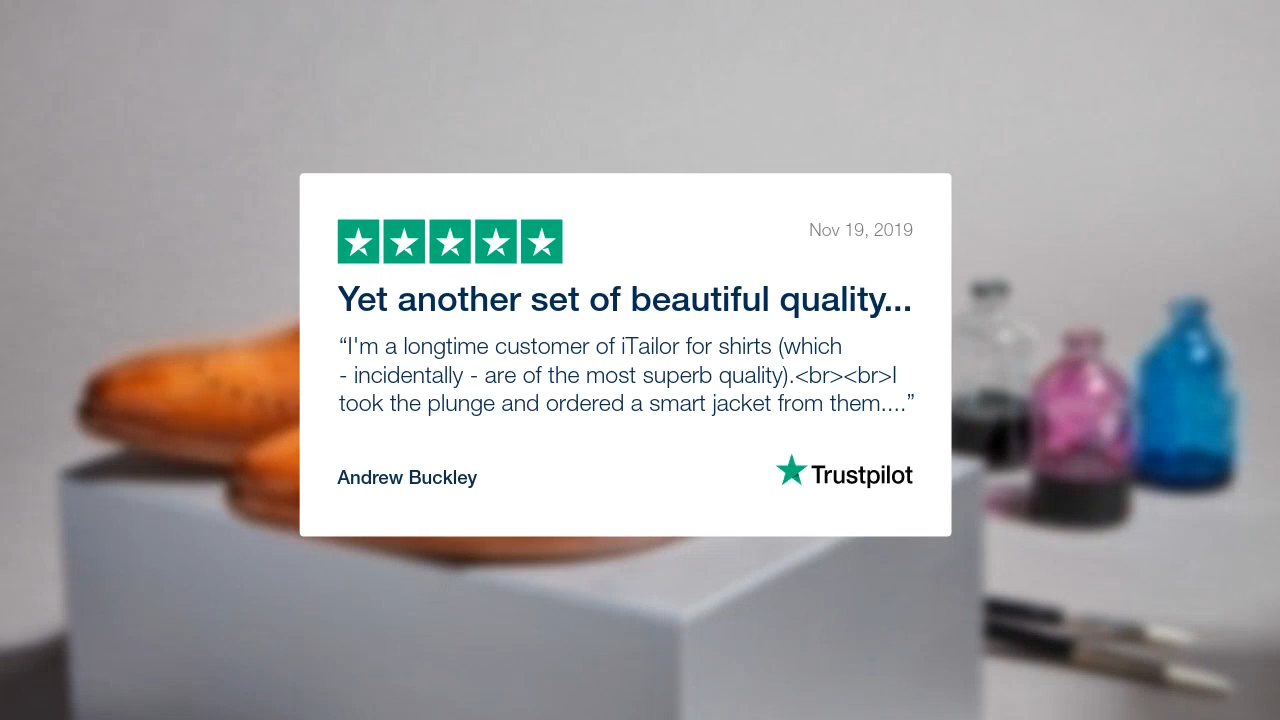 Nov 19, 2019
Yet another set of beautiful quality...
“I'm a longtime customer of iTailor for shirts (which
- incidentally - are of the most superb quality).<br><br>I
took the plunge and ordered a smart jacket from them....”
Andrew Buckley
Trustpilot